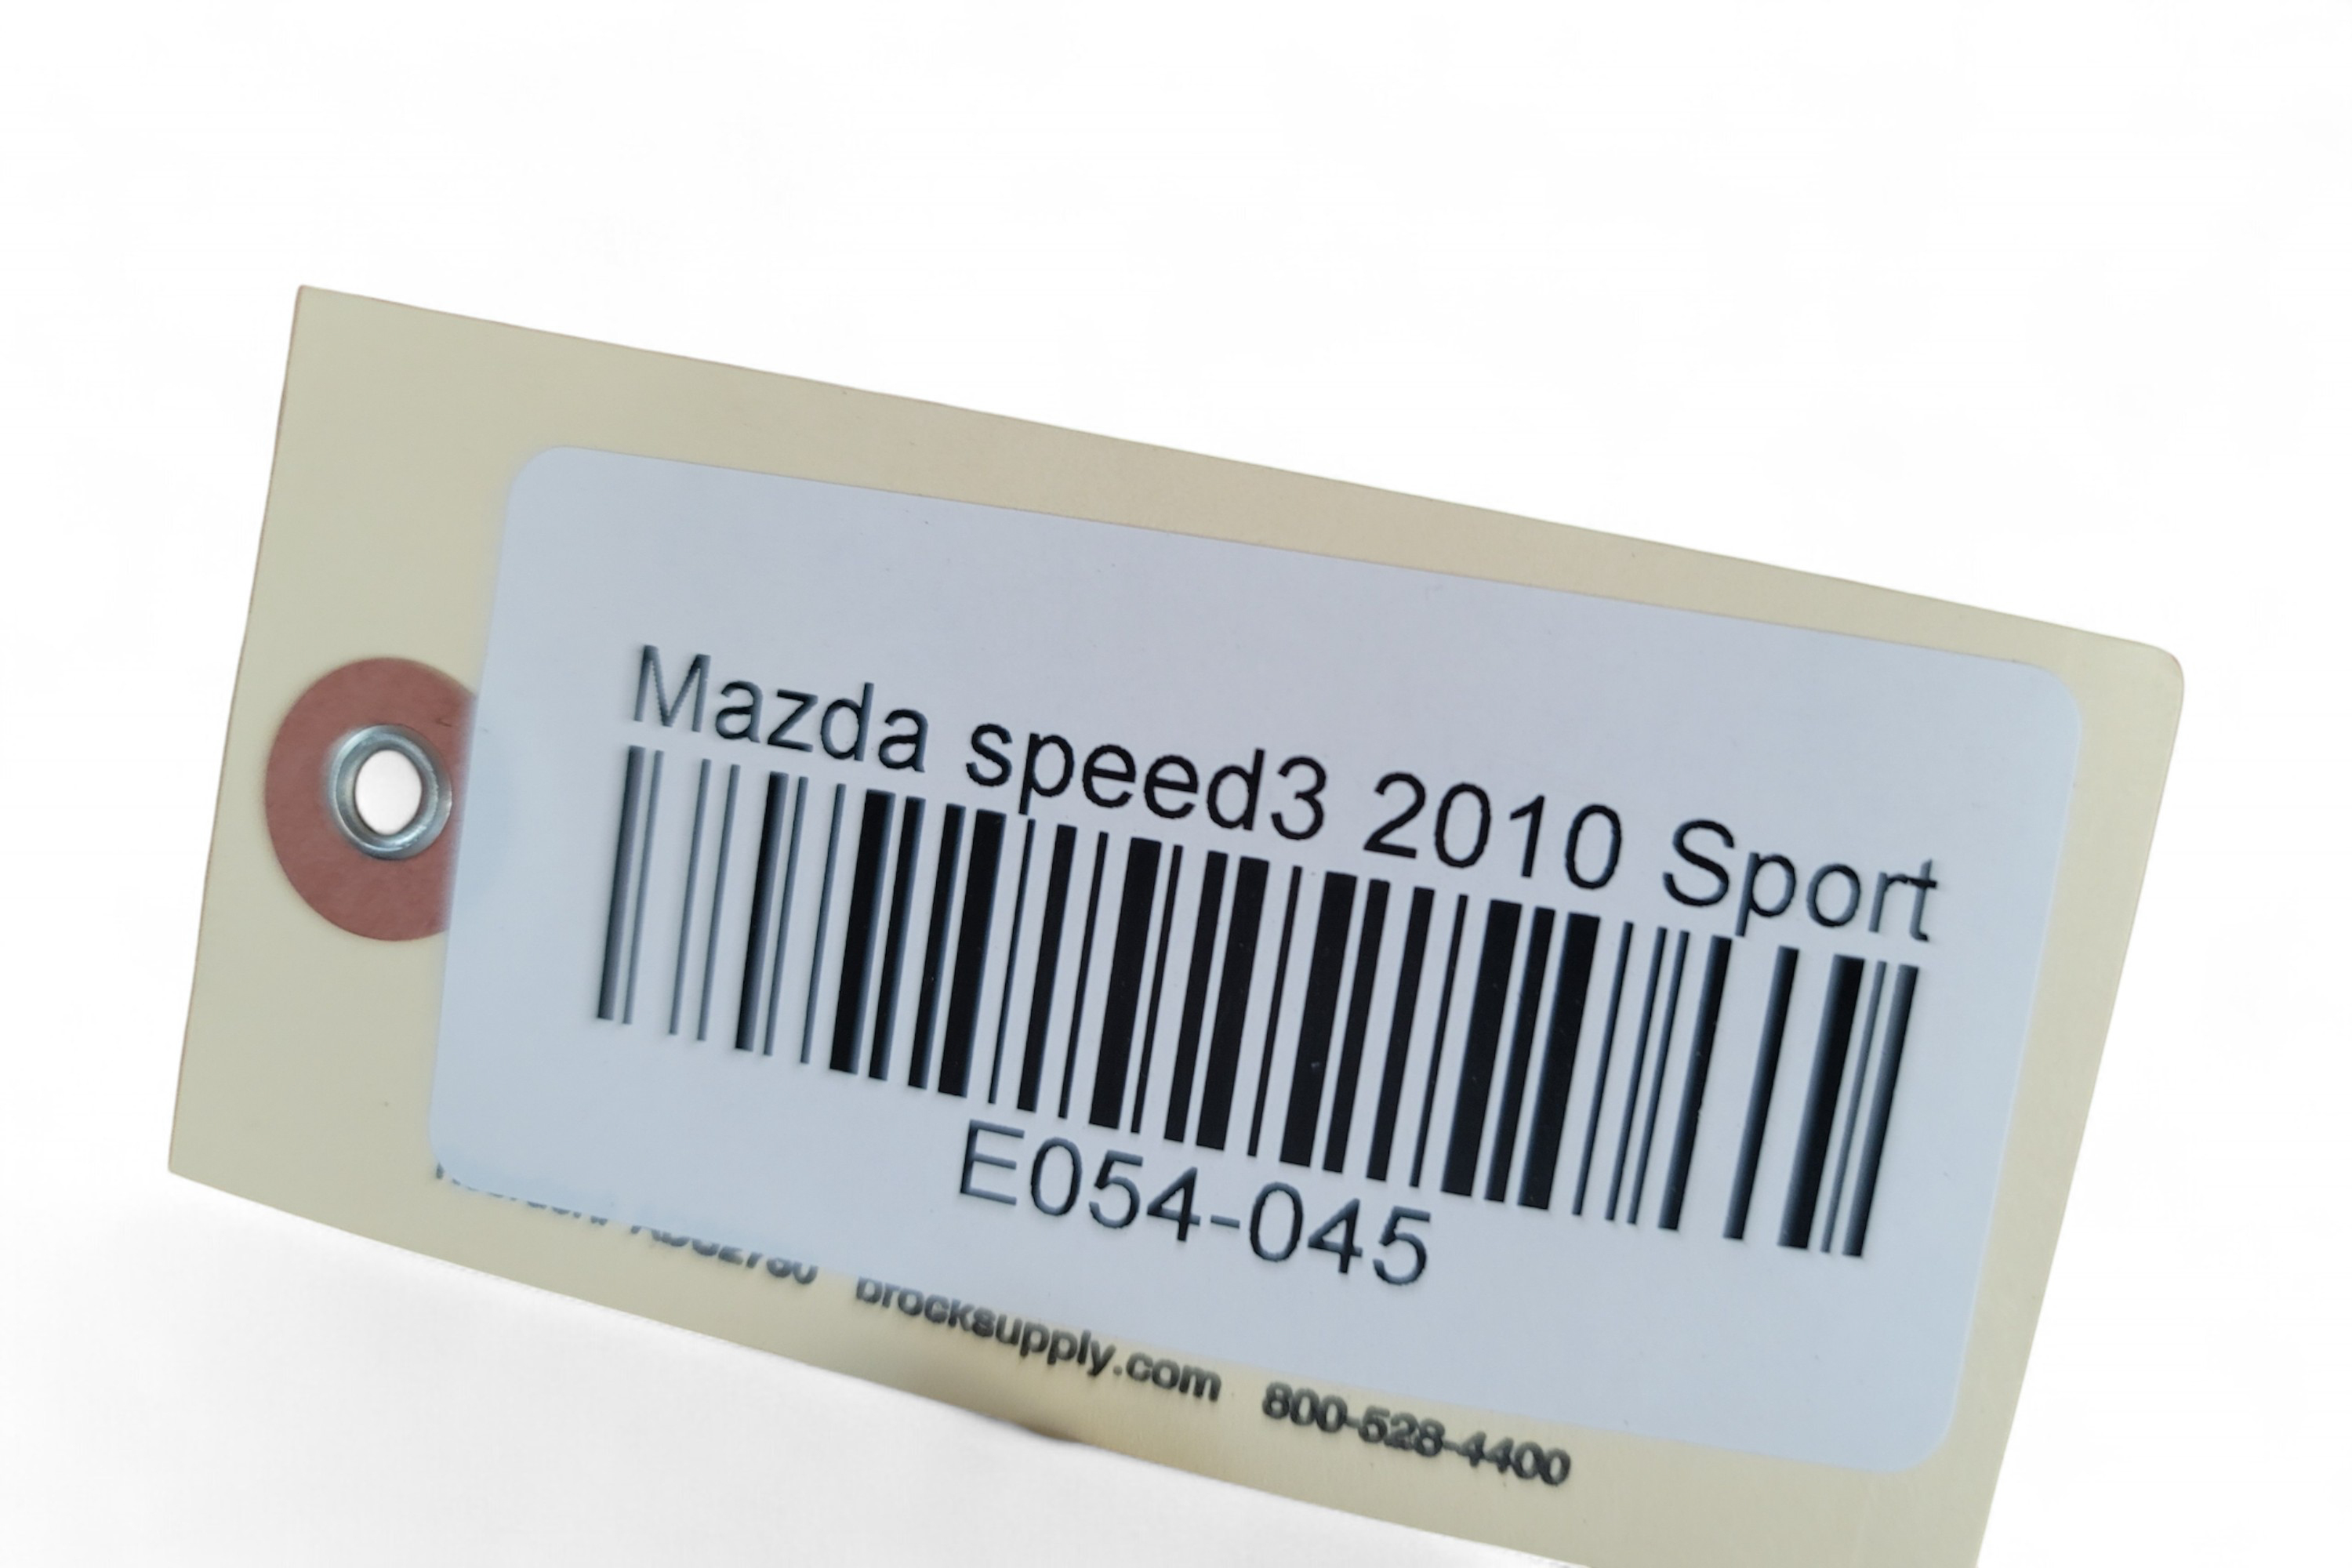 Mazda speed3 2010 Sport
E054-045
brocksupply.com 800-528-4400